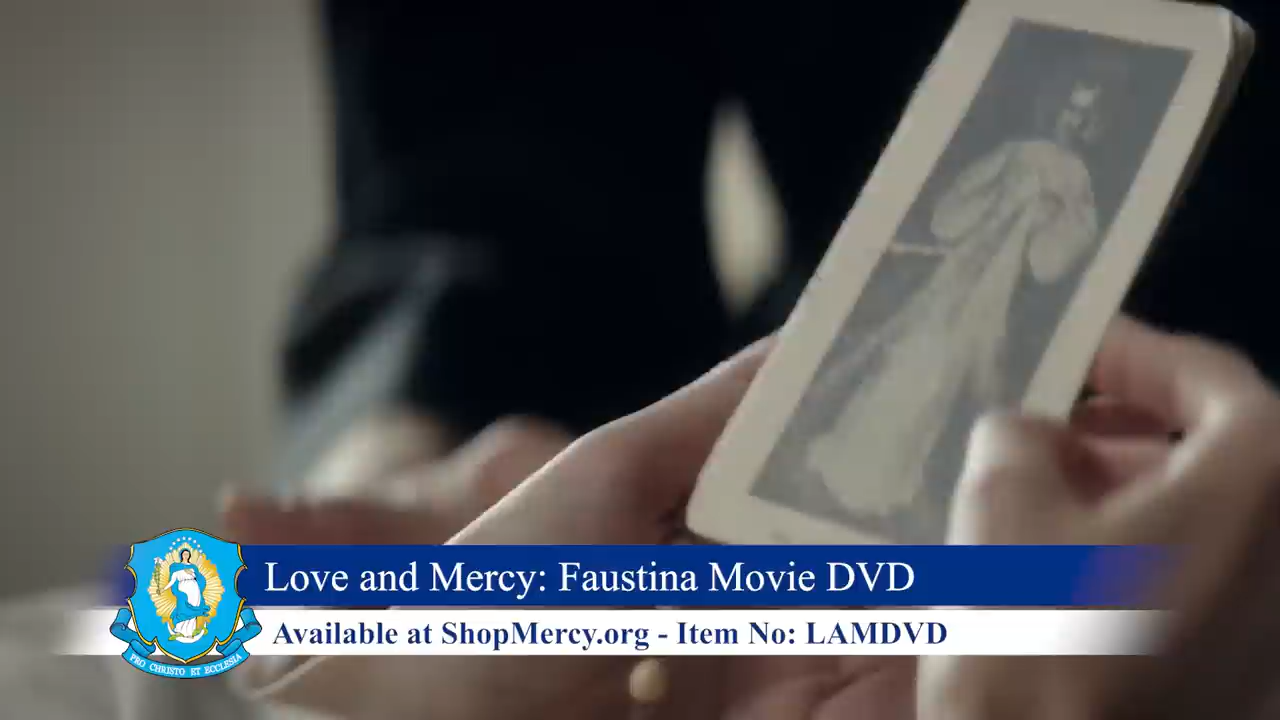 Love and Mercy: Faustina Movie DVD
Available at ShopMercy.org - Item No: LAMDVD
PRO CHRISTO ET ECCLESIA